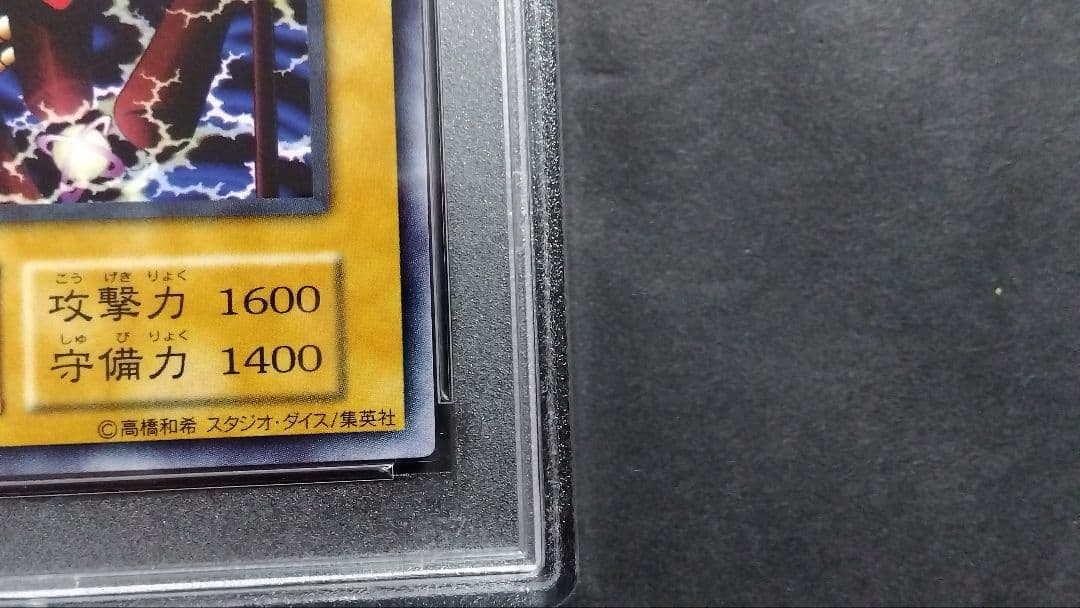 こう げき りょく
攻撃力 1600
しゅ び りょく
守備力 1400
©高橋和希 スタジオ・ダイス/集英社